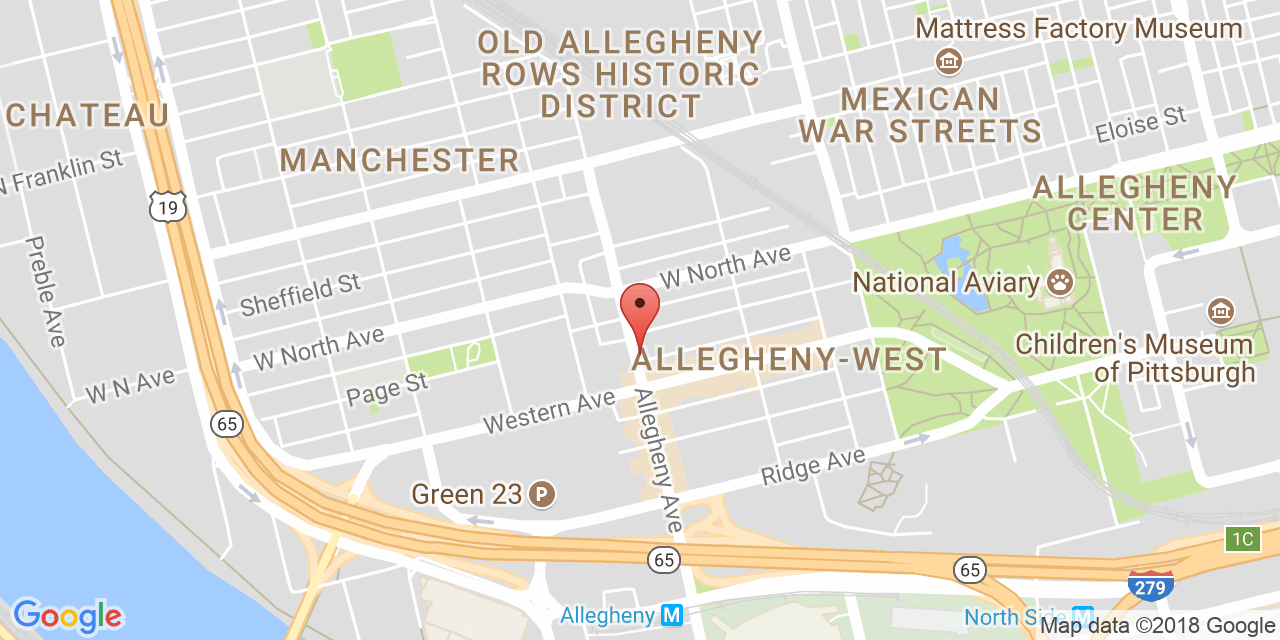 Mattress Factory Museum
OLD ALLEGHENY
ROWS HISTORIC
DISTRICT
CHATEAU
MEXICAN
WAR STREETS
Eloise St
MANCHESTER
N Franklin St
19
ALLEGHENY
CENTER
Preble Ave
Sheffield St
W North Ave
National Aviary
W North Ave
Children's Museum
of Pittsburgh
ALLEGHENY-WEST
W N Ave
Page St
Western Ave
Allegheny Ave
65
Ridge Ave
Green 23 P
1C
65
65
279
Allegheny M
North Side M
Google
Map data ©2018 Google